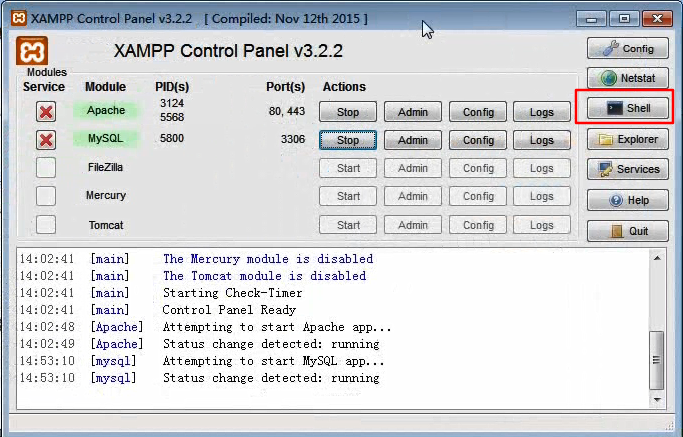 XAMPP Control Panel v3.2.2 [ Compiled: Nov 12th 2015 ]
XAMPP Control Panel v3.2.2
Config
Modules
Service Module PID(s) Port(s) Actions
Netstat
Apache 3124 5568 80, 443 Stop Admin Config Logs
Shell
MySQL 5800 3306 Stop Admin Config Logs
Explorer
FileZilla Start Admin Config Logs
Services
Mercury Start Admin Config Logs
Help
Tomcat Start Admin Config Logs
Quit
14:02:41 [main] The Mercury module is disabled
14:02:41 [main] The Tomcat module is disabled
14:02:41 [main] Starting Check-Timer
14:02:41 [main] Control Panel Ready
14:02:48 [Apache] Attempting to start Apache app...
14:02:49 [Apache] Status change detected: running
14:53:10 [mysql] Attempting to start MySQL app...
14:53:10 [mysql] Status change detected: running